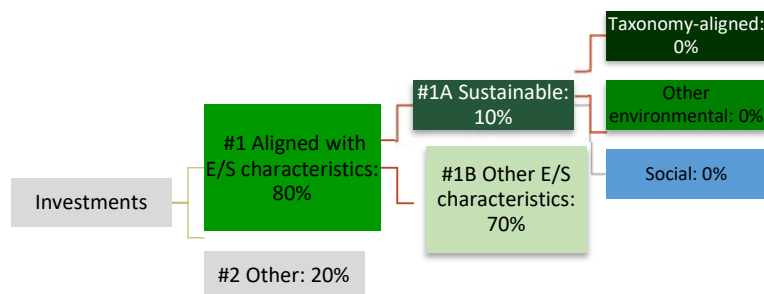 Taxonomy-aligned:
0%
#1A Sustainable:
10%
Other
environmental: 0%
#1 Aligned with
E/S characteristics:
80%
#1B Other E/S
characteristics:
70%
Social: 0%
Investments
#2 Other: 20%